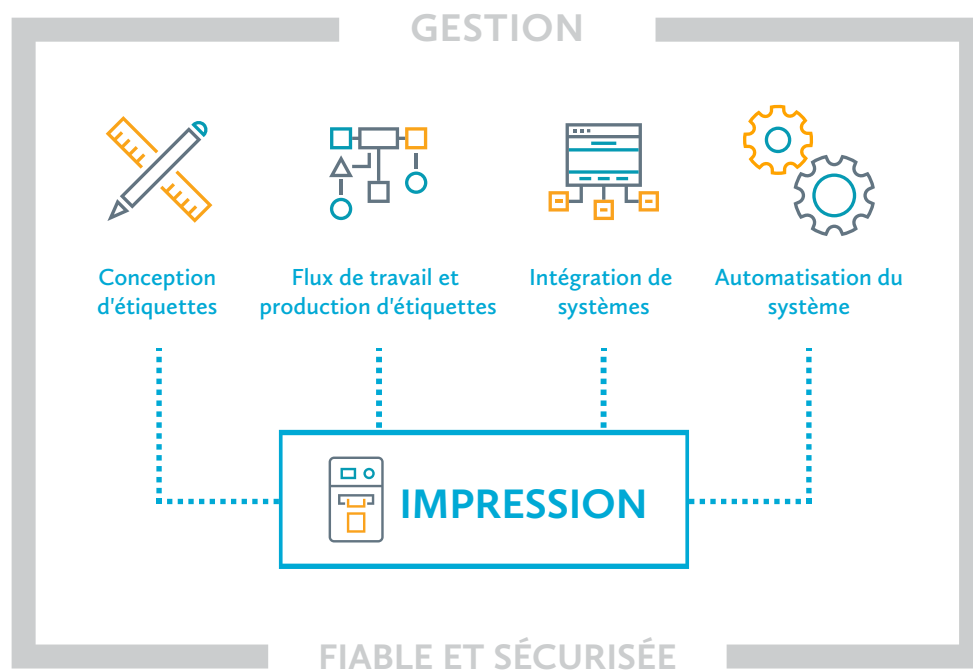 GESTION
Conception
d'étiquettes
Flux de travail et
production d'étiquettes
Intégration de
systèmes
Automatisation du
système
IMPRESSION
FIABLE ET SÉCURISÉE